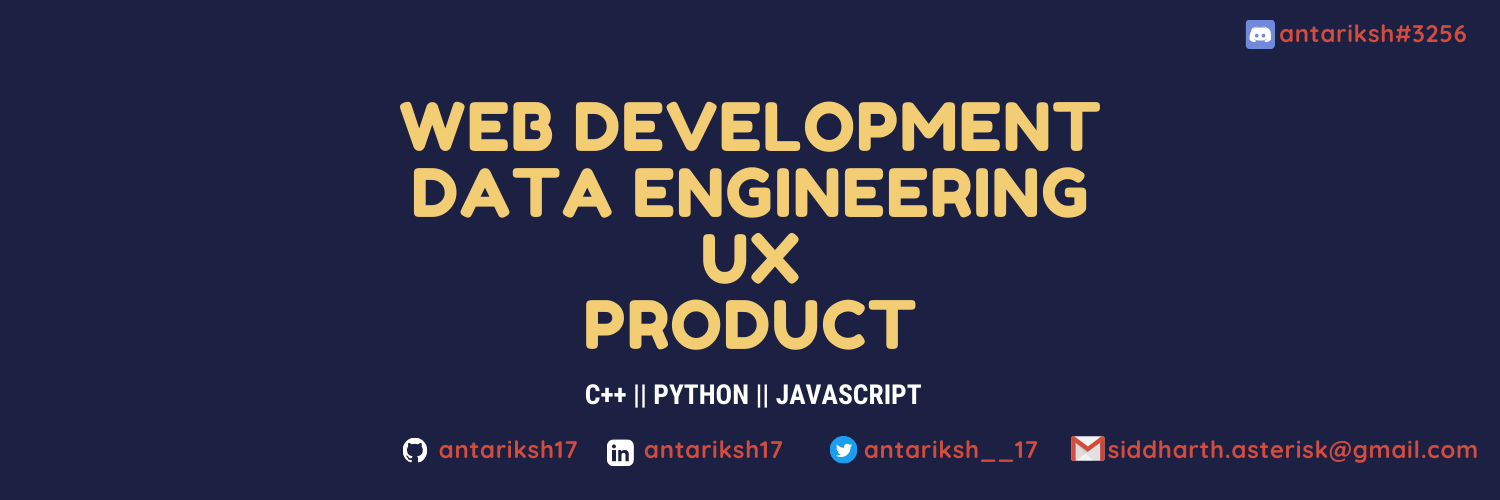 antariksh#3256
WEB DEVELOPMENT
DATA ENGINEERING
UX
PRODUCT
C++ || PYTHON || JAVASCRIPT
antariksh17 antariksh17 antariksh__17 siddharth.asterisk@gmail.com